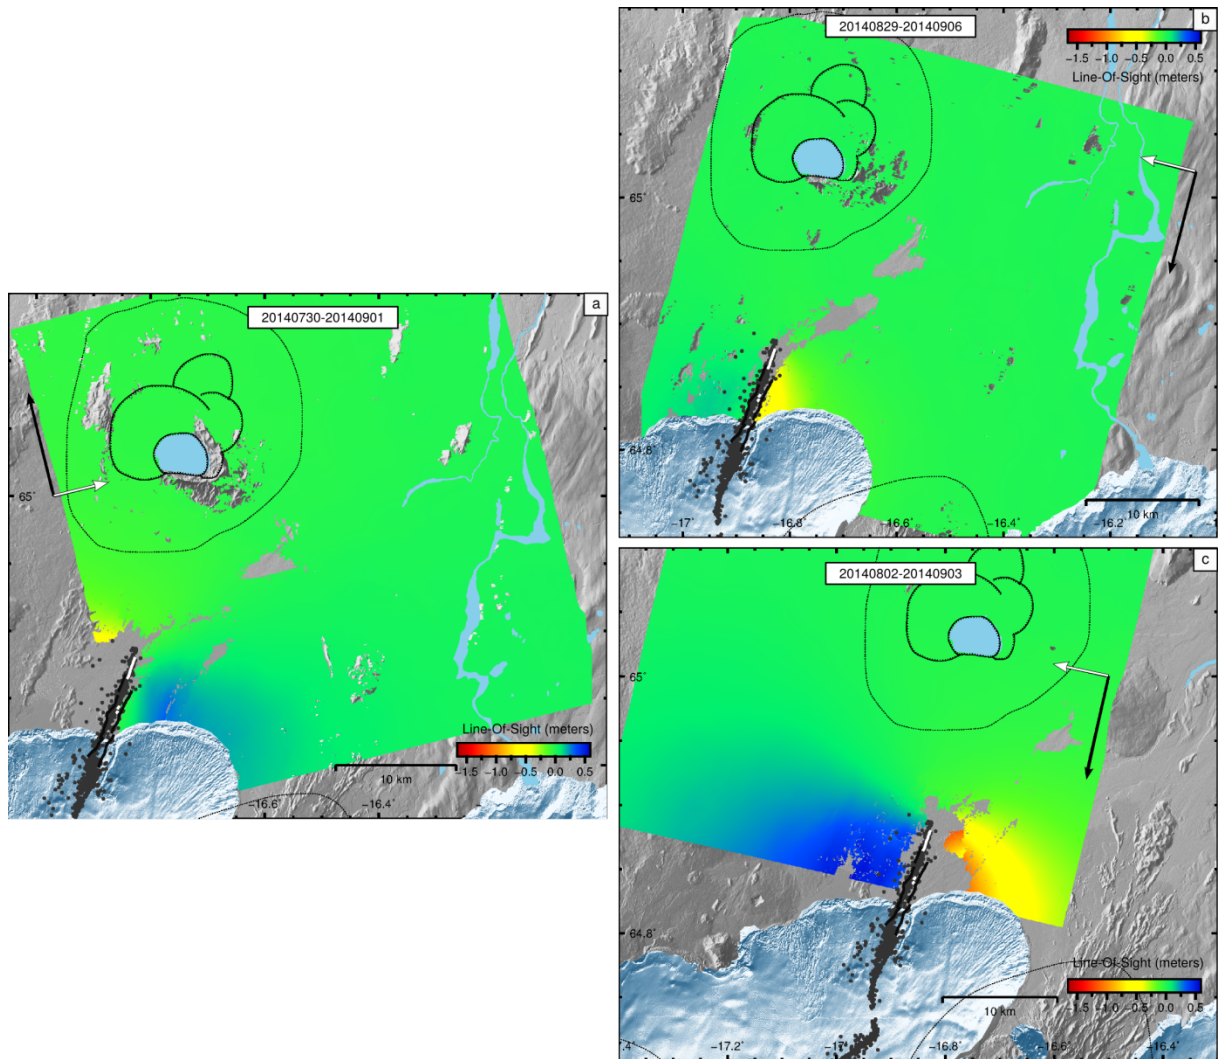 a
20140730-20140901
65°
Line-Of-Sight (meters)
−1.5 −1.0 −0.5 0.0 0.5
10 km
−16.6˚ −16.4˚
b
20140829-20140906
−1.5 −1.0 −0.5 0.0 0.5
Line-Of-Sight (meters)
65˚
64.8˚
10 km
−17˚ −16.8˚ −16.6˚ −16.4˚ −16.2˚
c
20140802-20140903
65˚
64.8˚
Line-Of-Sight (meters)
−1.5 −1.0 −0.5 0.0 0.5
10 km
7.4˚ −17.2˚ −17˚ −16.8˚ −16.6˚ −16.4˚